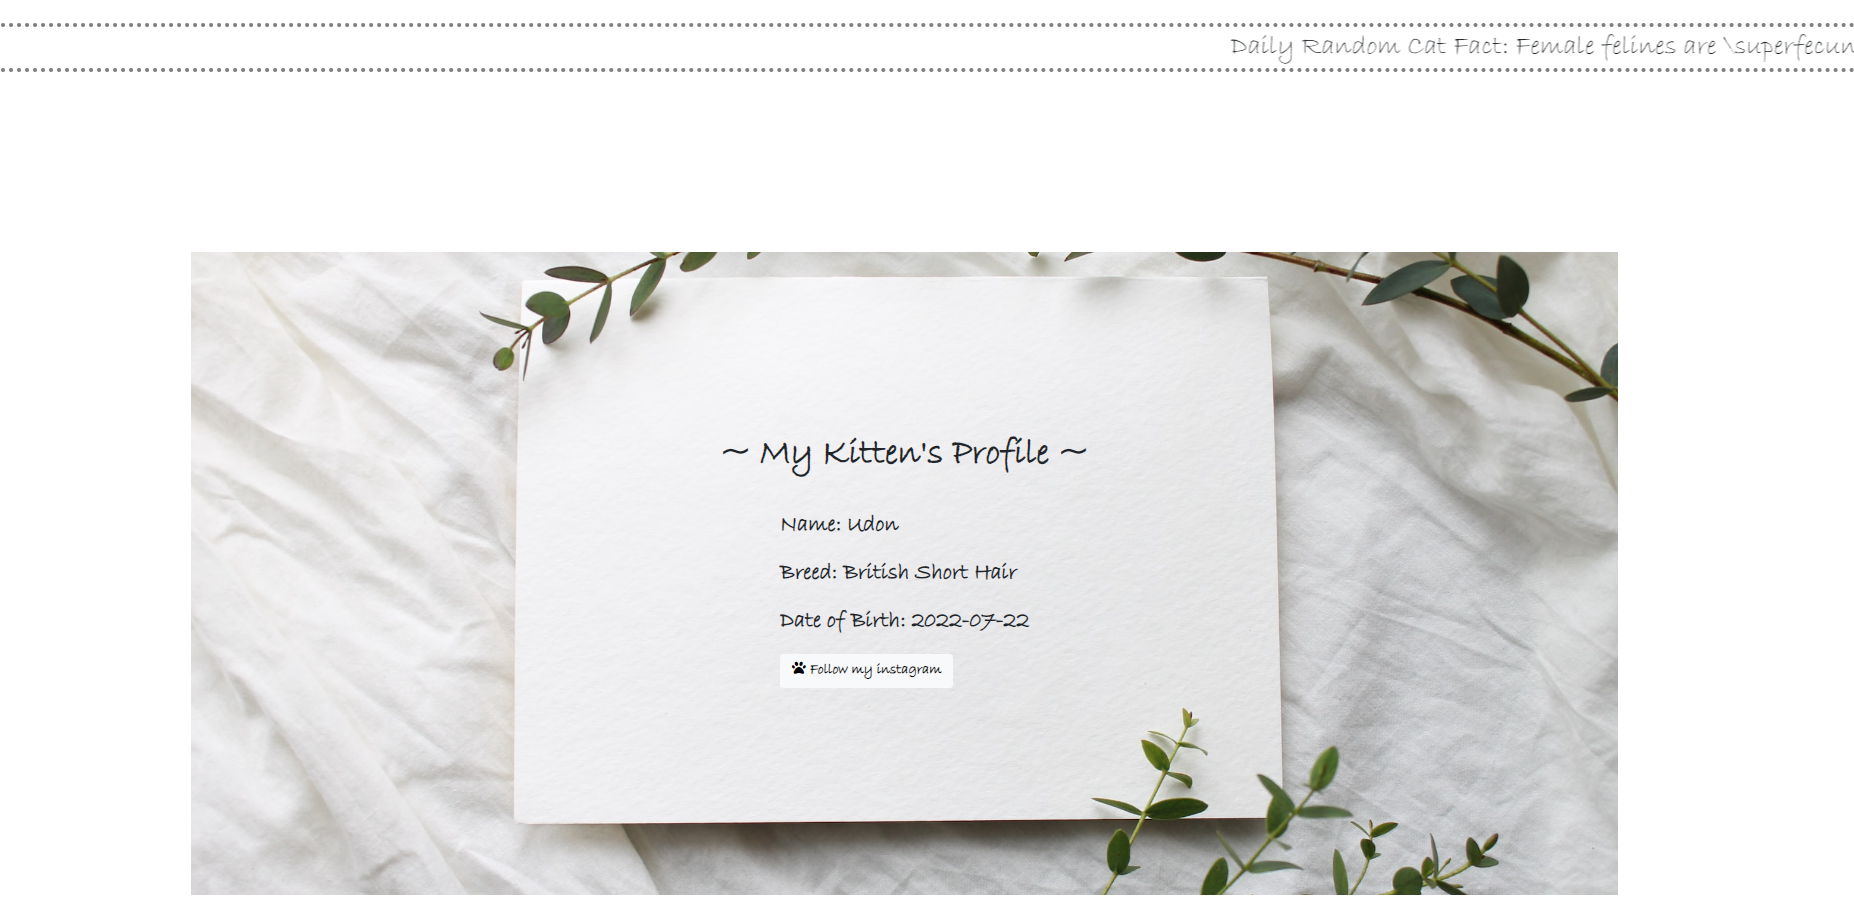 Daily Random Cat Fact: Female felines are \superfecun
~ My Kitten's Profile ~
Name: Udon
Breed: British Short Hair
Date of Birth: 2022-07-22
Follow my instagram